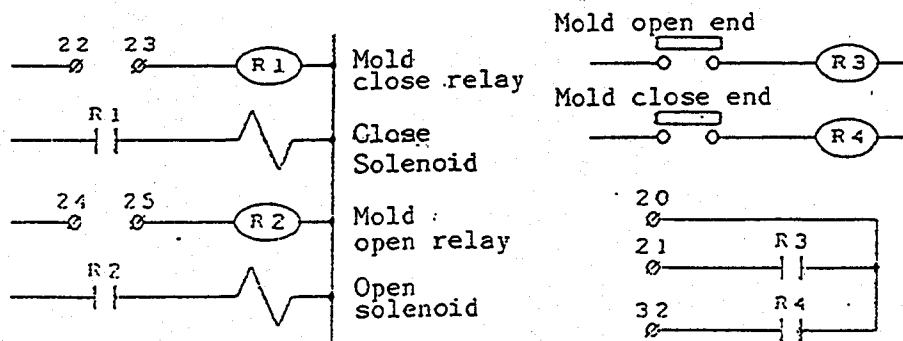 22 23
R1
Mold
close relay
R1
Close
Solenoid
24 25
R2
Mold
open relay
R2
Open
solenoid
Mold open end
R3
Mold close end
R4
20
21
R3
32
R4